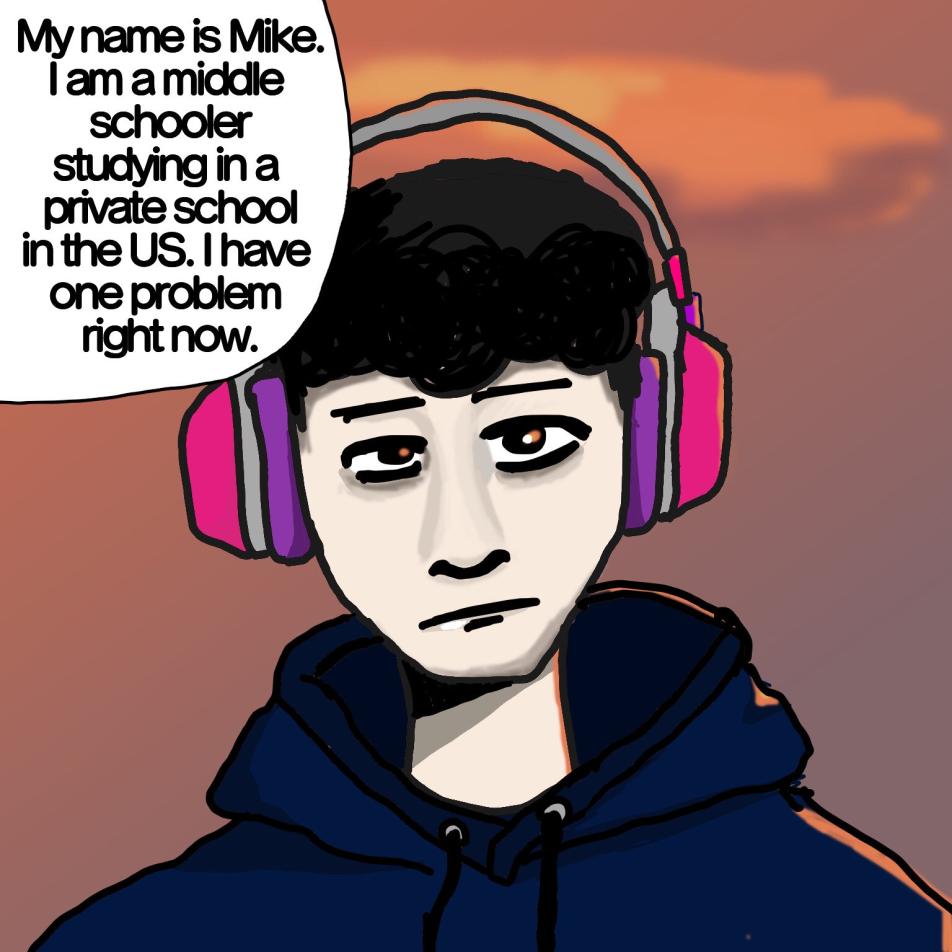 My name is Mike.
I am a middle
schooler
studying in a
private school
in the US. I have
one problem
right now.